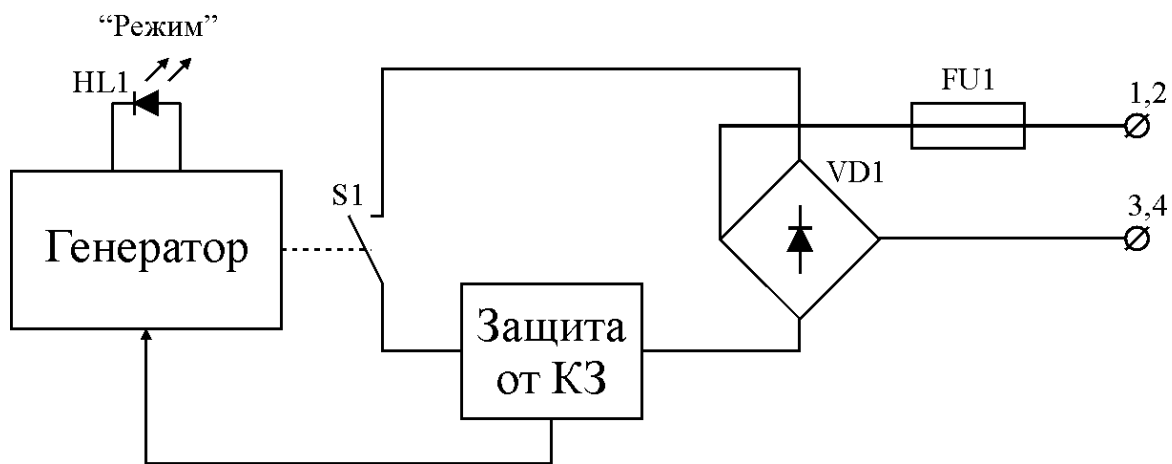 “Режим”
HL1
FU1
1,2
VD1
S1
3,4
Генератор
Защита
от КЗ